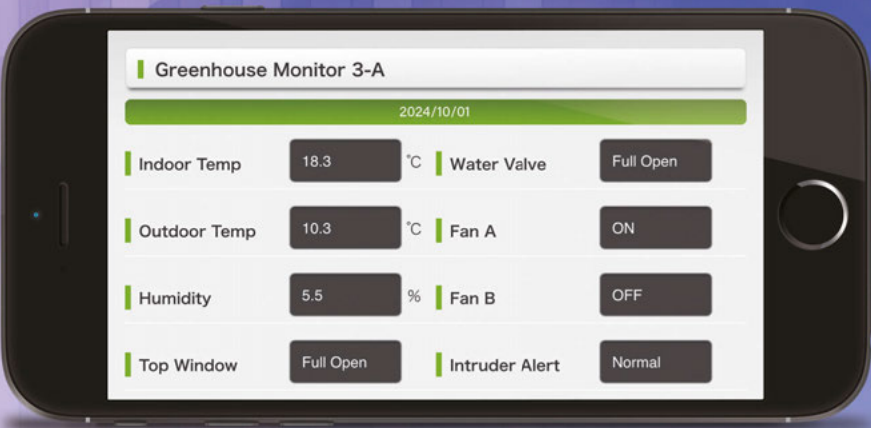 Greenhouse Monitor 3-A
2024/10/01
Indoor Temp 18.3 °C Water Valve Full Open
Outdoor Temp 10.3 °C Fan A ON
Humidity 5.5 % Fan B OFF
Top Window Full Open Intruder Alert Normal